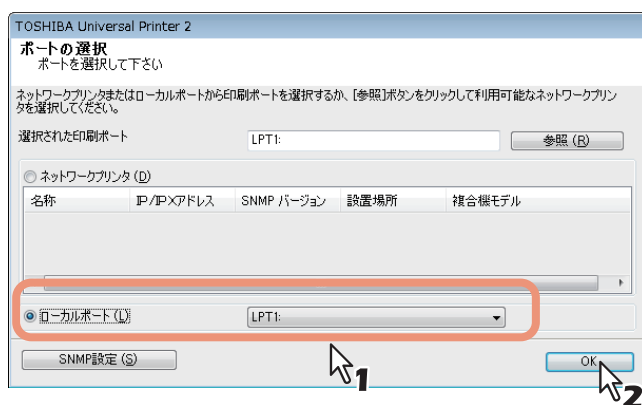 TOSHIBA Universal Printer 2
ポートの選択
ポートを選択して下さい
ネットワークプリンタまたはローカルポートから印刷ポートを選択するか、[参照]ボタンをクリックして利用可能なネットワークプリン
タを選択してください。
選択された印刷ポート LPT1: 参照 (R)
ネットワークプリンタ (D)
名称 IP/IPXアドレス SNMP バージョン 設置場所 複合機モデル
ローカルポート (L) LPT1:
SNMP設定 (S) OK
1 2